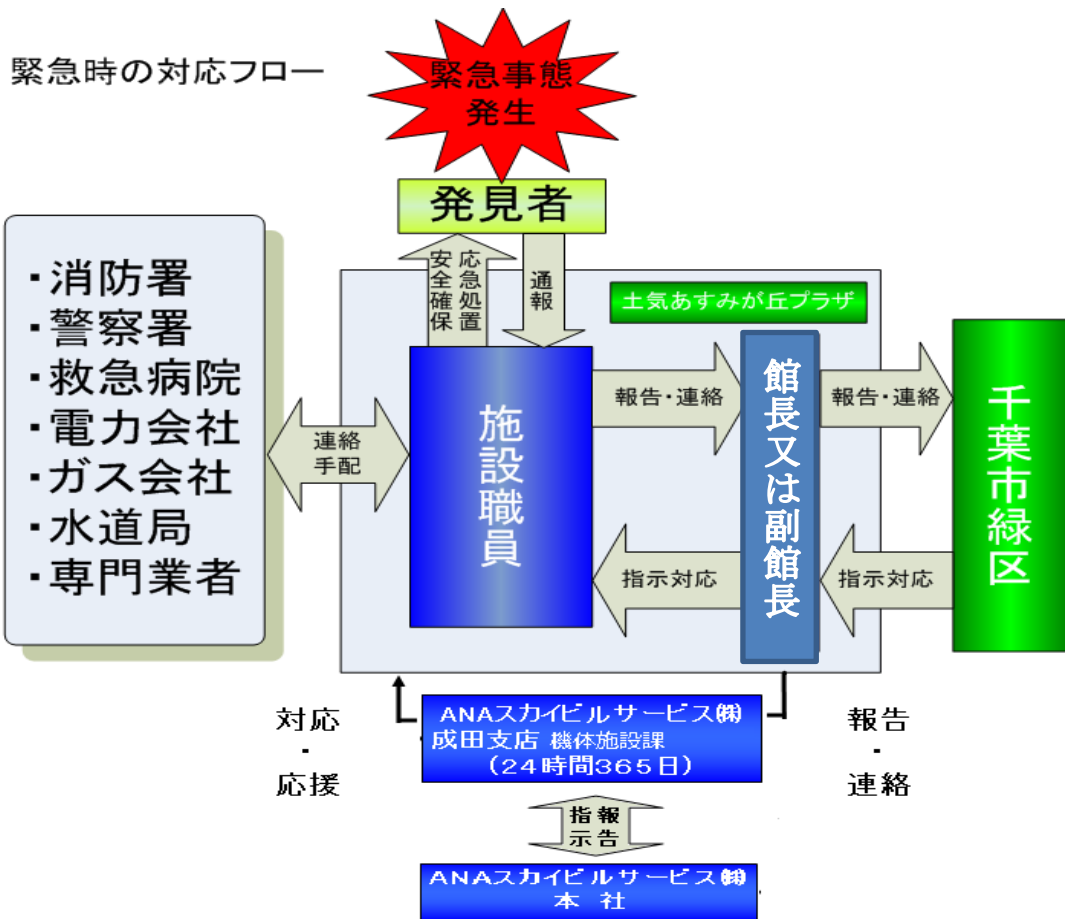 緊急時の対応フロー
緊急事態
発生
発見者
・消防署
・警察署
・救急病院
・電力会社
・ガス会社
・水道局
・専門業者
応急処置
安全確保
通報
土気あすみが丘プラザ
連絡
手配
施設職員
報告・連絡
館長又は副館長
報告・連絡
千葉市緑区
指示対応
指示対応
対応
・
応援
ANAスカイビルサービス㈱
成田支店 機体施設課
(24時間365日)
報告
・
連絡
報告
指示
ANAスカイビルサービス㈱
本 社